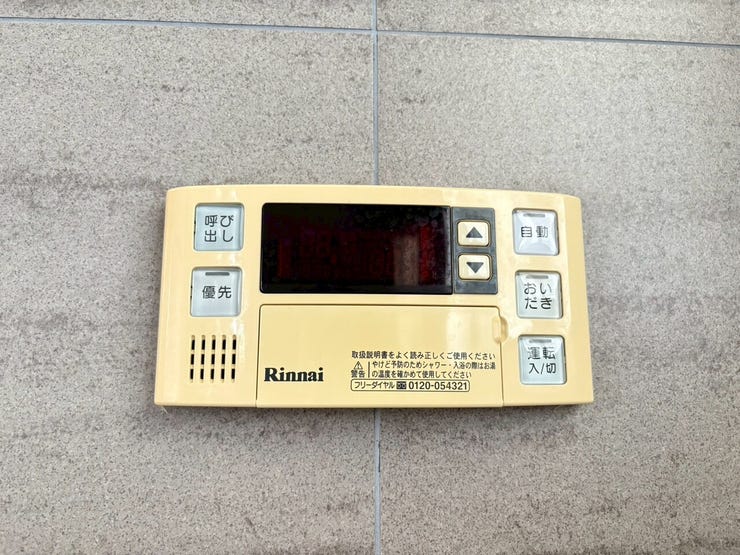 呼び
出し
優先
自動
おい
だき
運転
入/切
Rinnai
取扱説明書をよく読み正しくご使用ください
警告
やけど予防のためシャワー・入浴の際はお湯
の温度を確かめて使用してください
フリーダイヤル 0120-054321